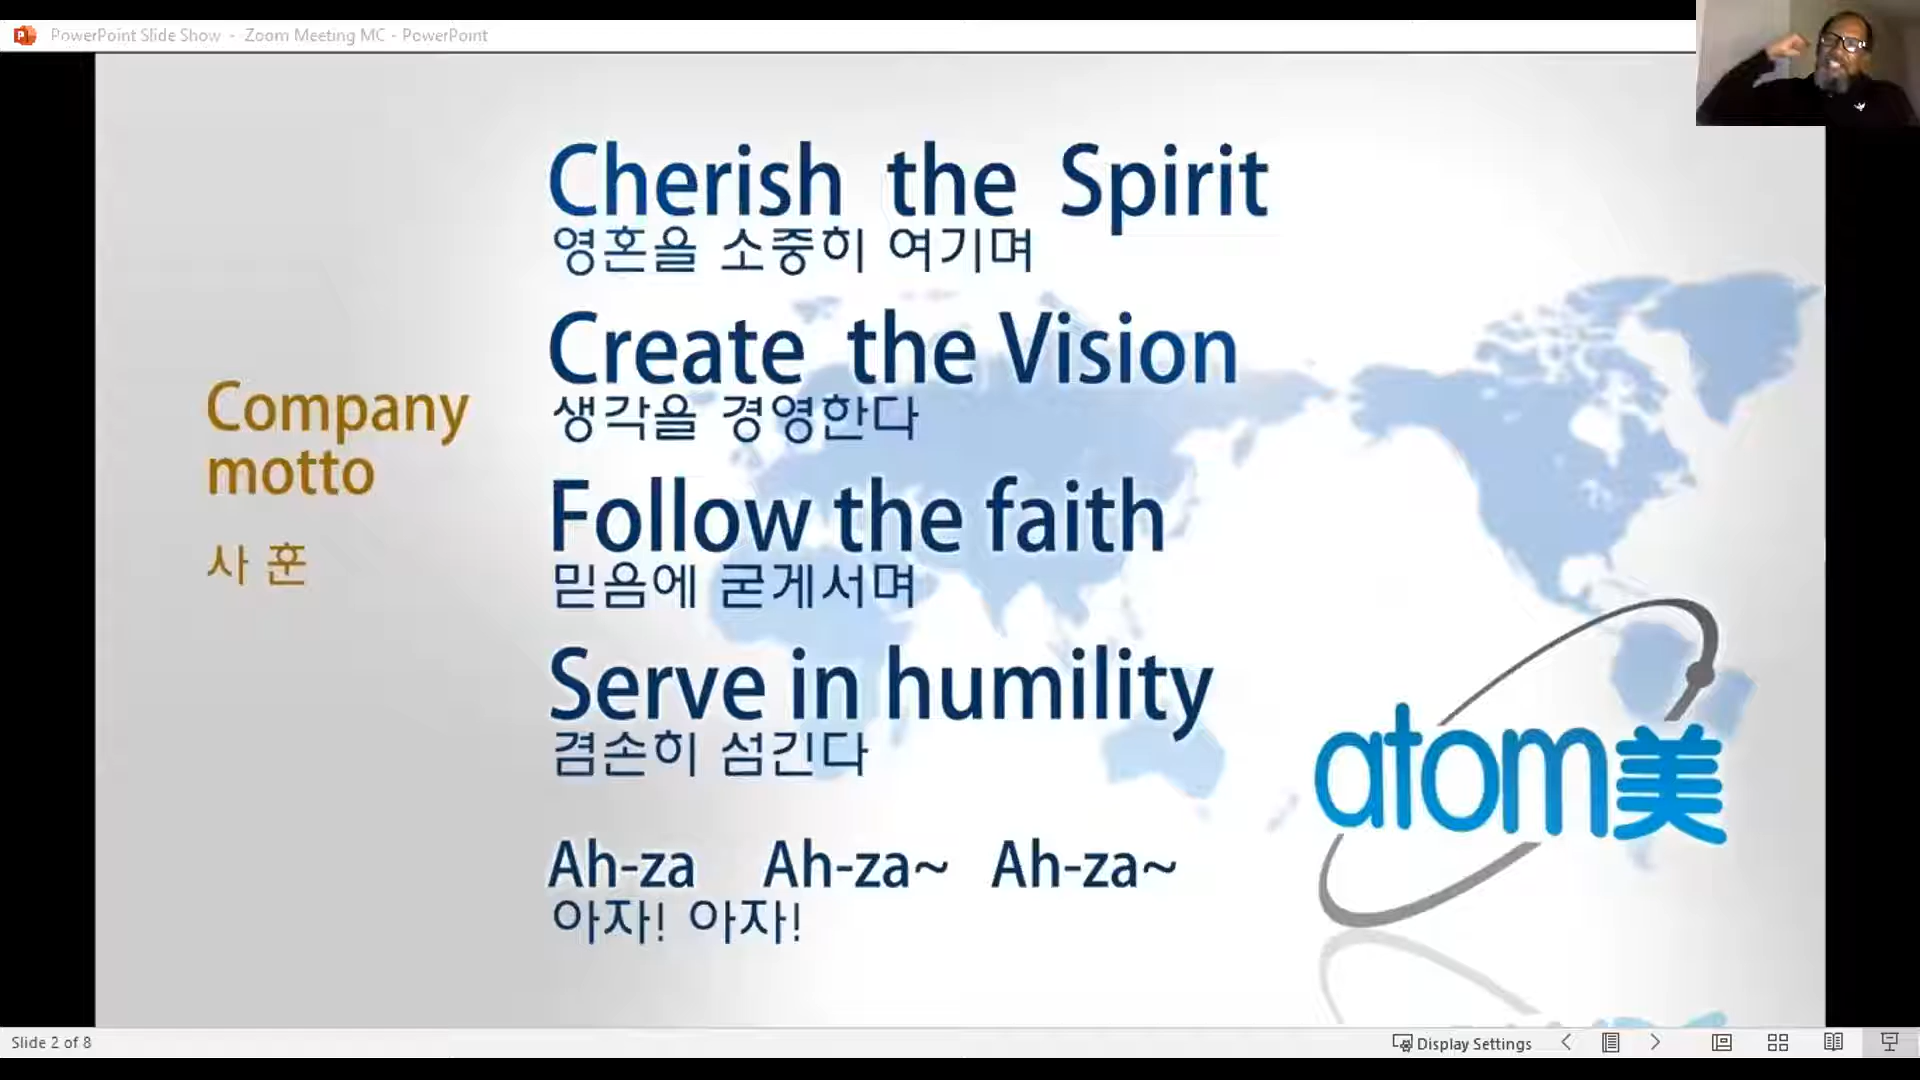 PowerPoint Slide Show - Zoom Meeting MC - PowerPoint
Company
motto
사 훈
Cherish the Spirit
영혼을 소중히 여기며
Create the Vision
생각을 경영한다
Follow the faith
믿음에 굳게서며
Serve in humility
겸손히 섬긴다
Ah-za Ah-za~ Ah-za~
아자! 아자!
atom美
Slide 2 of 8
Display Settings